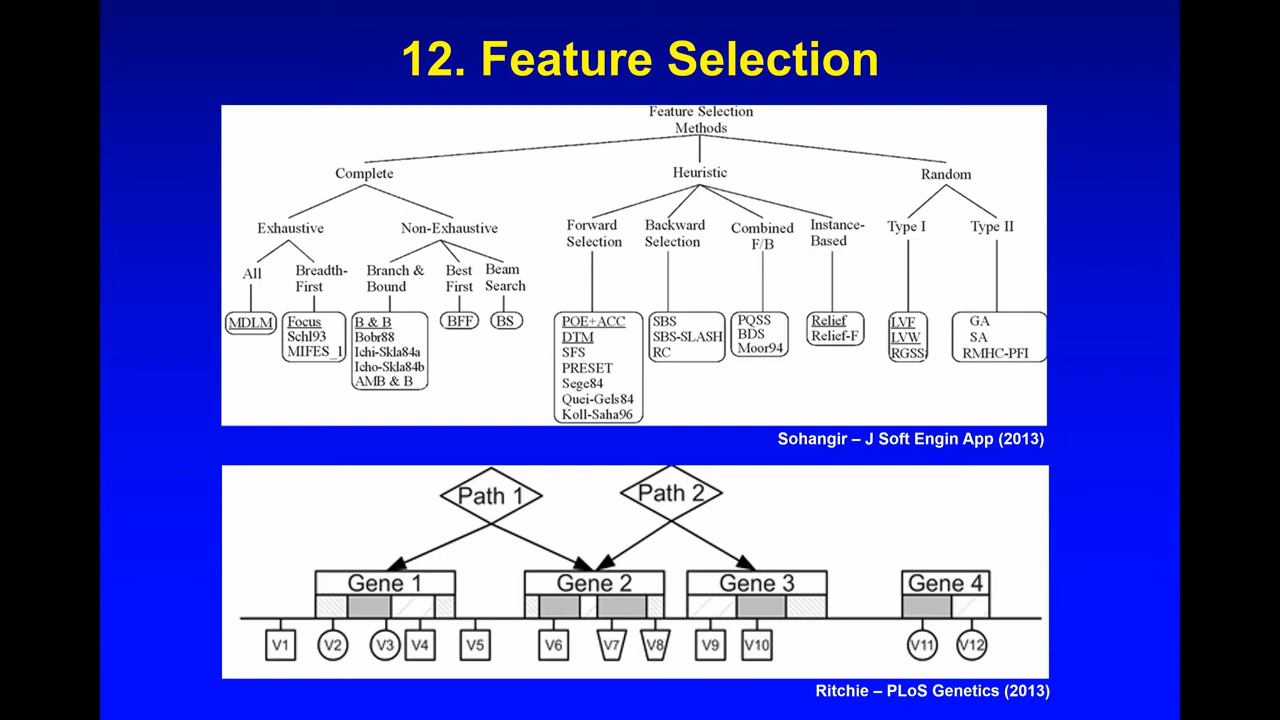 12. Feature Selection
Feature Selection
Methods
Complete
Heuristic
Random
Exhaustive
Non-Exhaustive
Forward
Selection
Backward
Selection
Combined
F/B
Instance-
Based
Type I
Type II
All
Breadth-
First
Branch &
Bound
Best
First
Beam
Search
MDLM
Focus
Schl93
MIFES_1
B & B
Bobr88
Ichi-Skla84a
Icho-Skla84b
AMB & B
BFF
BS
POE+ACC
DTM
SFS
PRESET
Sege84
Quei-Gels84
Koll-Saha96
SBS
SBS-SLASH
RC
PQSS
BDS
Moor94
Relief
Relief-F
LVF
LVW
RGSS
GA
SA
RMHC-PFI
Sohangir – J Soft Engin App (2013)
Path 1
Path 2
Gene 1
Gene 2
Gene 3
Gene 4
V1
V2
V3
V4
V5
V6
V7
V8
V9
V10
V11
V12
Ritchie – PLoS Genetics (2013)